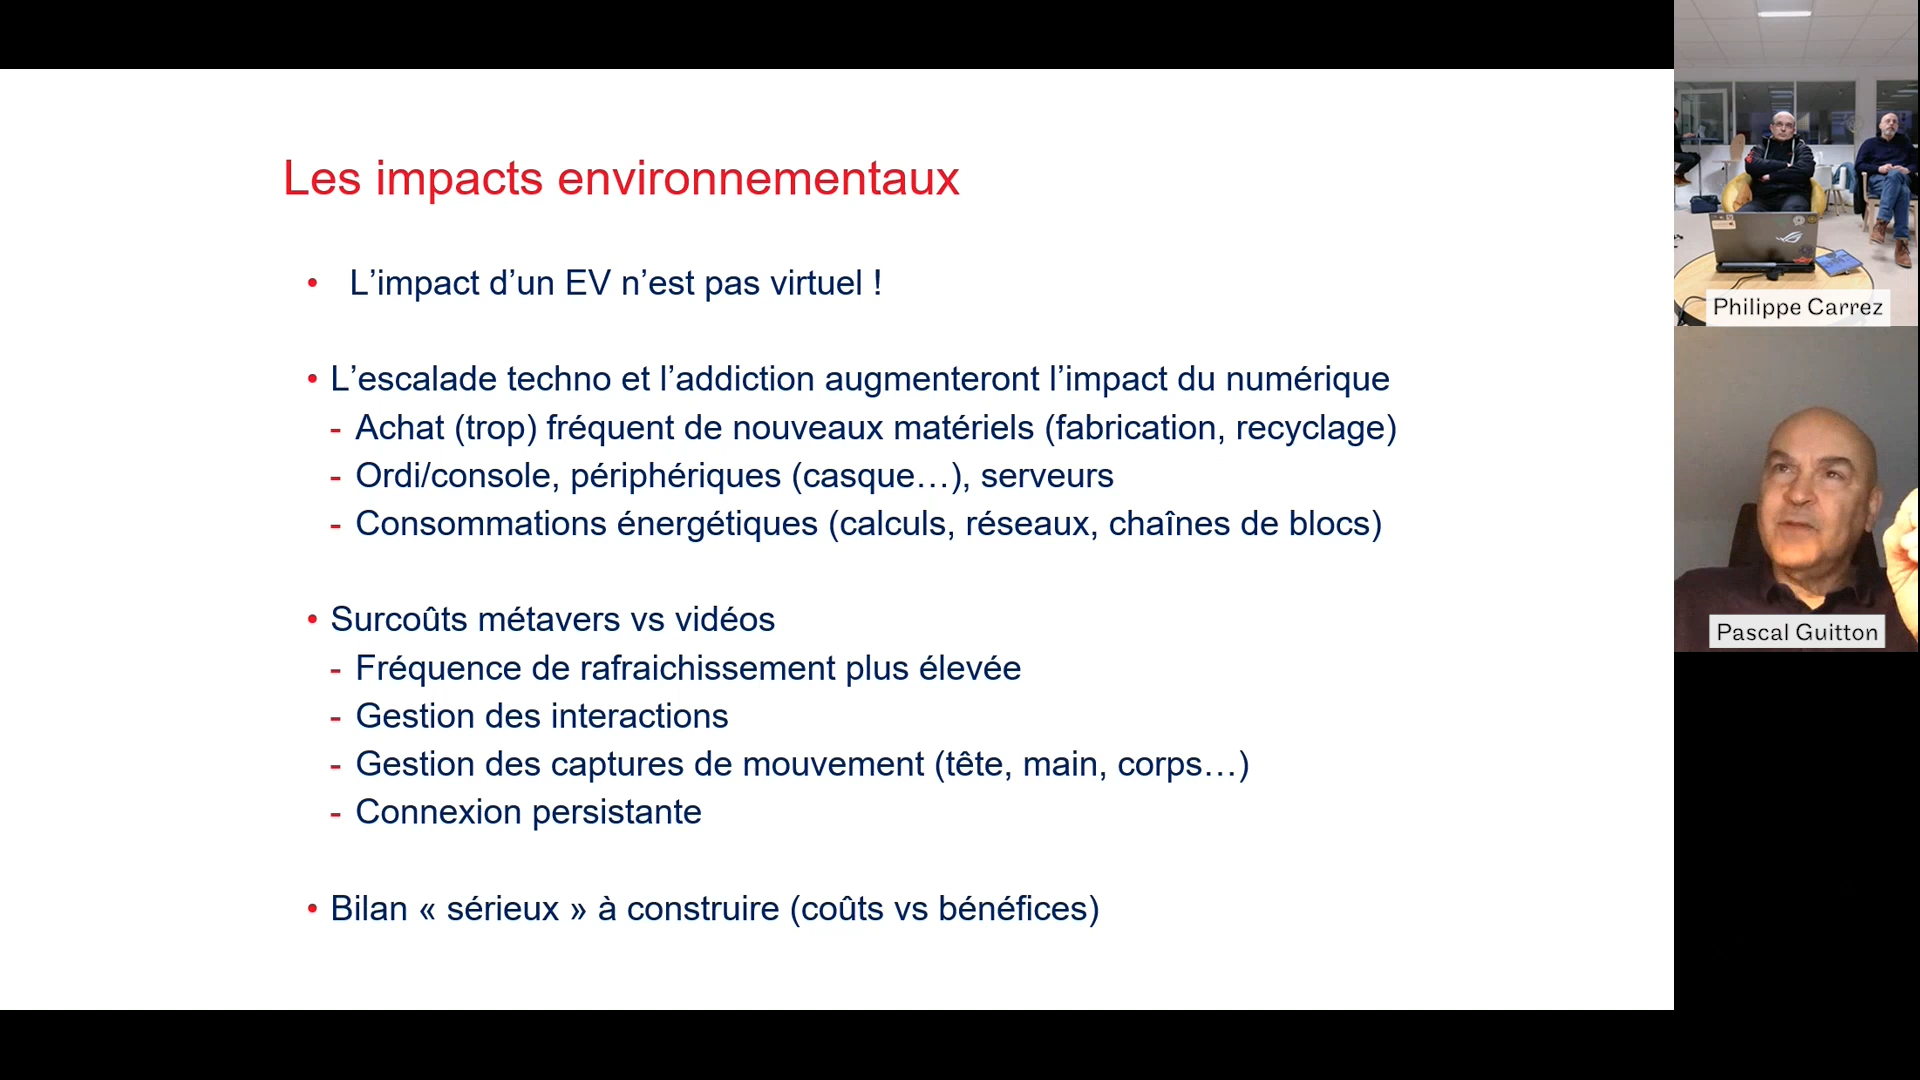 Les impacts environnementaux
• L’impact d’un EV n’est pas virtuel !
• L’escalade techno et l’addiction augmenteront l’impact du numérique
- Achat (trop) fréquent de nouveaux matériels (fabrication, recyclage)
- Ordi/console, périphériques (casque…), serveurs
- Consommations énergétiques (calculs, réseaux, chaînes de blocs)
• Surcoûts métavers vs vidéos
- Fréquence de rafraichissement plus élevée
- Gestion des interactions
- Gestion des captures de mouvement (tête, main, corps…)
- Connexion persistante
• Bilan « sérieux » à construire (coûts vs bénéfices)
Philippe Carrez
Pascal Guitton